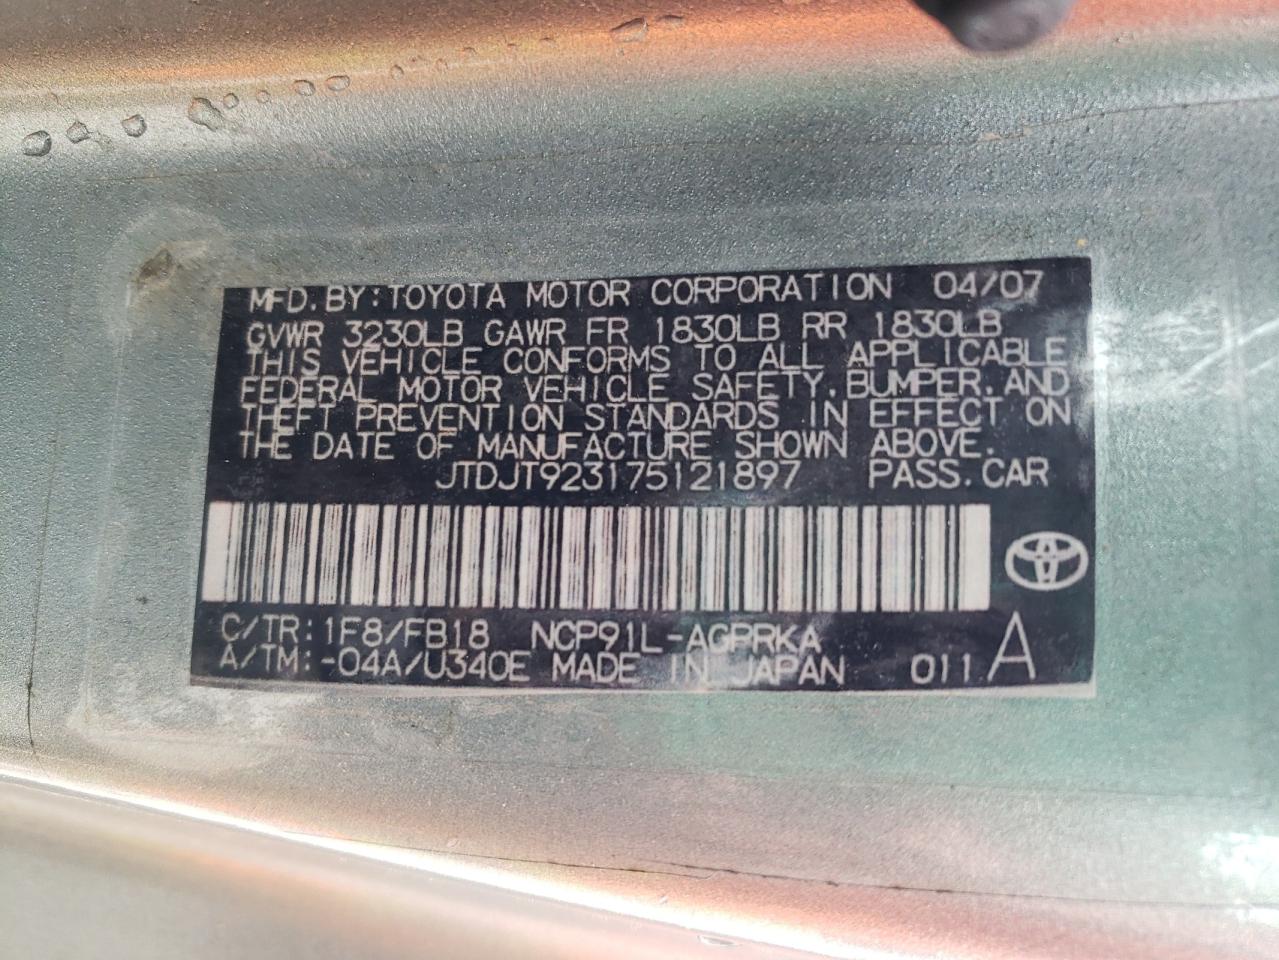 MFD. BY: TOYOTA MOTOR CORPORATION 04/07
GVWR 3230LB GAWR FR 1830LB RR 1830LB
THIS VEHICLE CONFORMS TO ALL APPLICABLE
FEDERAL MOTOR VEHICLE SAFETY, BUMPER, AND
THEFT PREVENTION STANDARDS IN EFFECT ON
THE DATE OF MANUFACTURE SHOWN ABOVE.
JTDJT923175121897 PASS. CAR
C/TR: 1F8/FB18 NCP91L-AGPRKA
A/TM: -04A/U340E MADE IN JAPAN 011 A